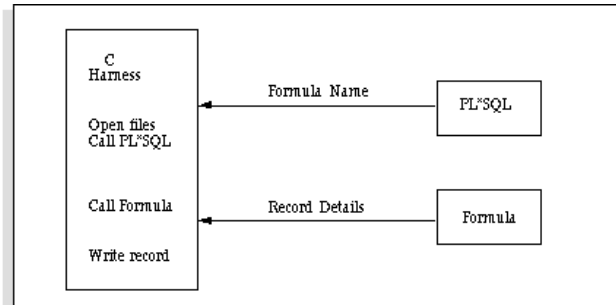 C
Harness
Open files
Call PL*SQL
Call Formula
Write record
Formula Name
PL*SQL
Record Details
Formula